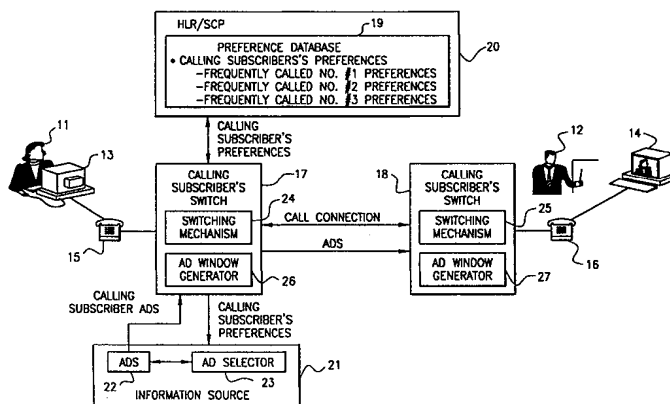 HLR/SCP
19
PREFERENCE DATABASE
• CALLING SUBSCRIBERS'S PREFERENCES
-FREQUENTLY CALLED NO. #1 PREFERENCES
-FREQUENTLY CALLED NO. #2 PREFERENCES
-FREQUENTLY CALLED NO. #3 PREFERENCES
20
11
13
15
CALLING
SUBSCRIBER'S
PREFERENCES
17
CALLING
SUBSCRIBER'S
SWITCH
24
SWITCHING
MECHANISM
AD WINDOW
GENERATOR
26
CALL CONNECTION
ADS
18
CALLING
SUBSCRIBER'S
SWITCH
25
SWITCHING
MECHANISM
AD WINDOW
GENERATOR
27
12
14
16
CALLING
SUBSCRIBER ADS
CALLING
SUBSCRIBER'S
PREFERENCES
ADS
22
AD SELECTOR
23
INFORMATION SOURCE
21